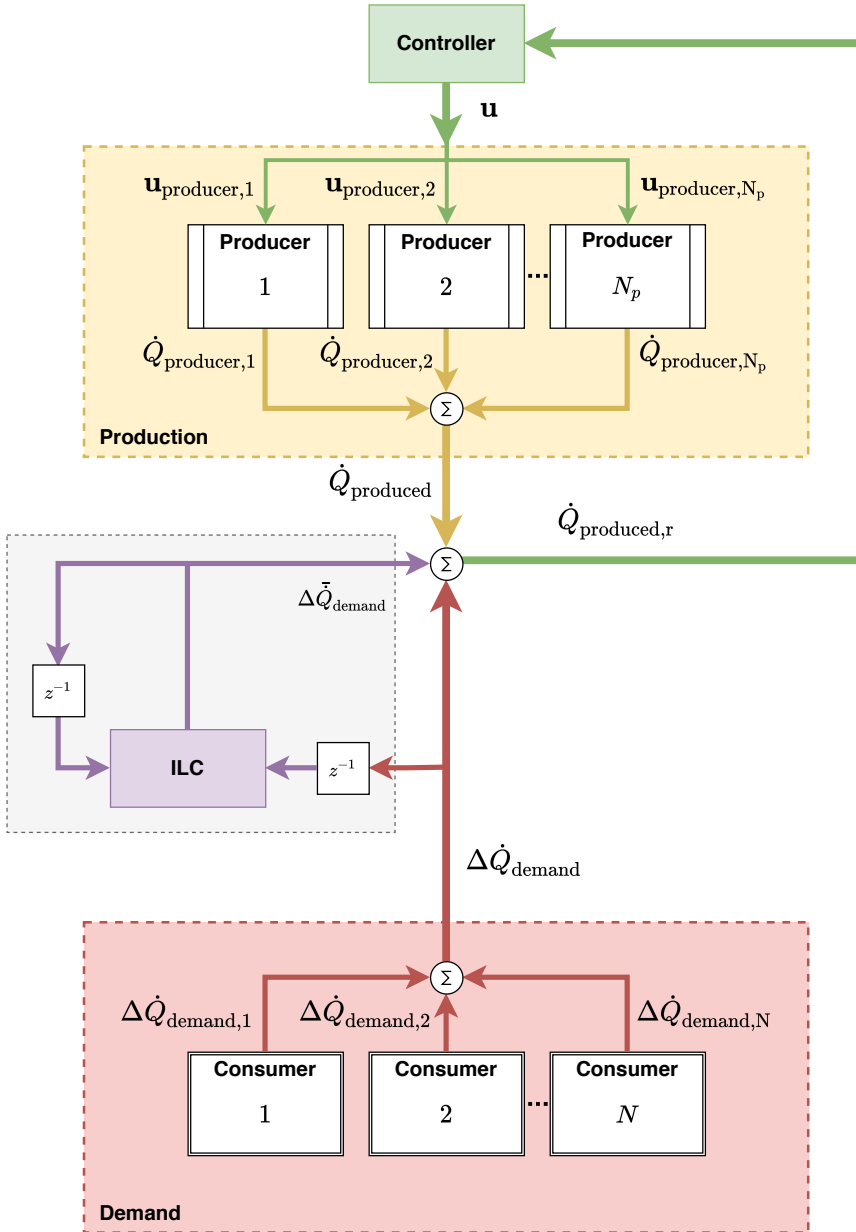 Controller
u
u_producer,1
u_producer,2
u_producer,N_p
Producer
1
Producer
2
...
Producer
N_p
Q̇_producer,1
Q̇_producer,2
Q̇_producer,N_p
Σ
Production
Q̇_produced
Σ
Q̇_produced,r
ΔQ̇̄_demand
z⁻¹
ILC
z⁻¹
ΔQ̇_demand
Σ
ΔQ̇_demand,1
ΔQ̇_demand,2
ΔQ̇_demand,N
Consumer
1
Consumer
2
...
Consumer
N
Demand